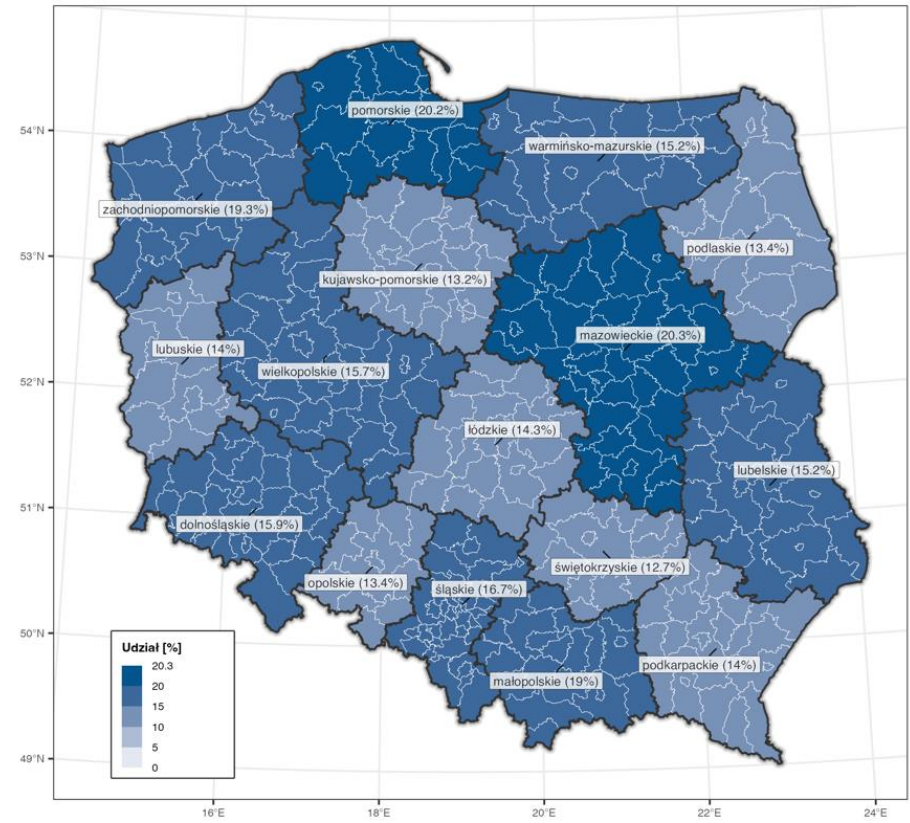 pomorskie (20.2%)
54°N
warmińsko-mazurskie (15.2%)
zachodniopomorskie (19.3%)
podlaskie (13.4%)
53°N
kujawsko-pomorskie (13.2%)
mazowieckie (20.3%)
lubuskie (14%)
wielkopolskie (15.7%)
52°N
łódzkie (14.3%)
lubelskie (15.2%)
51°N
dolnośląskie (15.9%)
świętokrzyskie (12.7%)
opolskie (13.4%)
śląskie (16.7%)
50°N
podkarpackie (14%)
małopolskie (19%)
Udział [%]
20.3
20
15
10
5
0
49°N
16°E
18°E
20°E
22°E
24°E